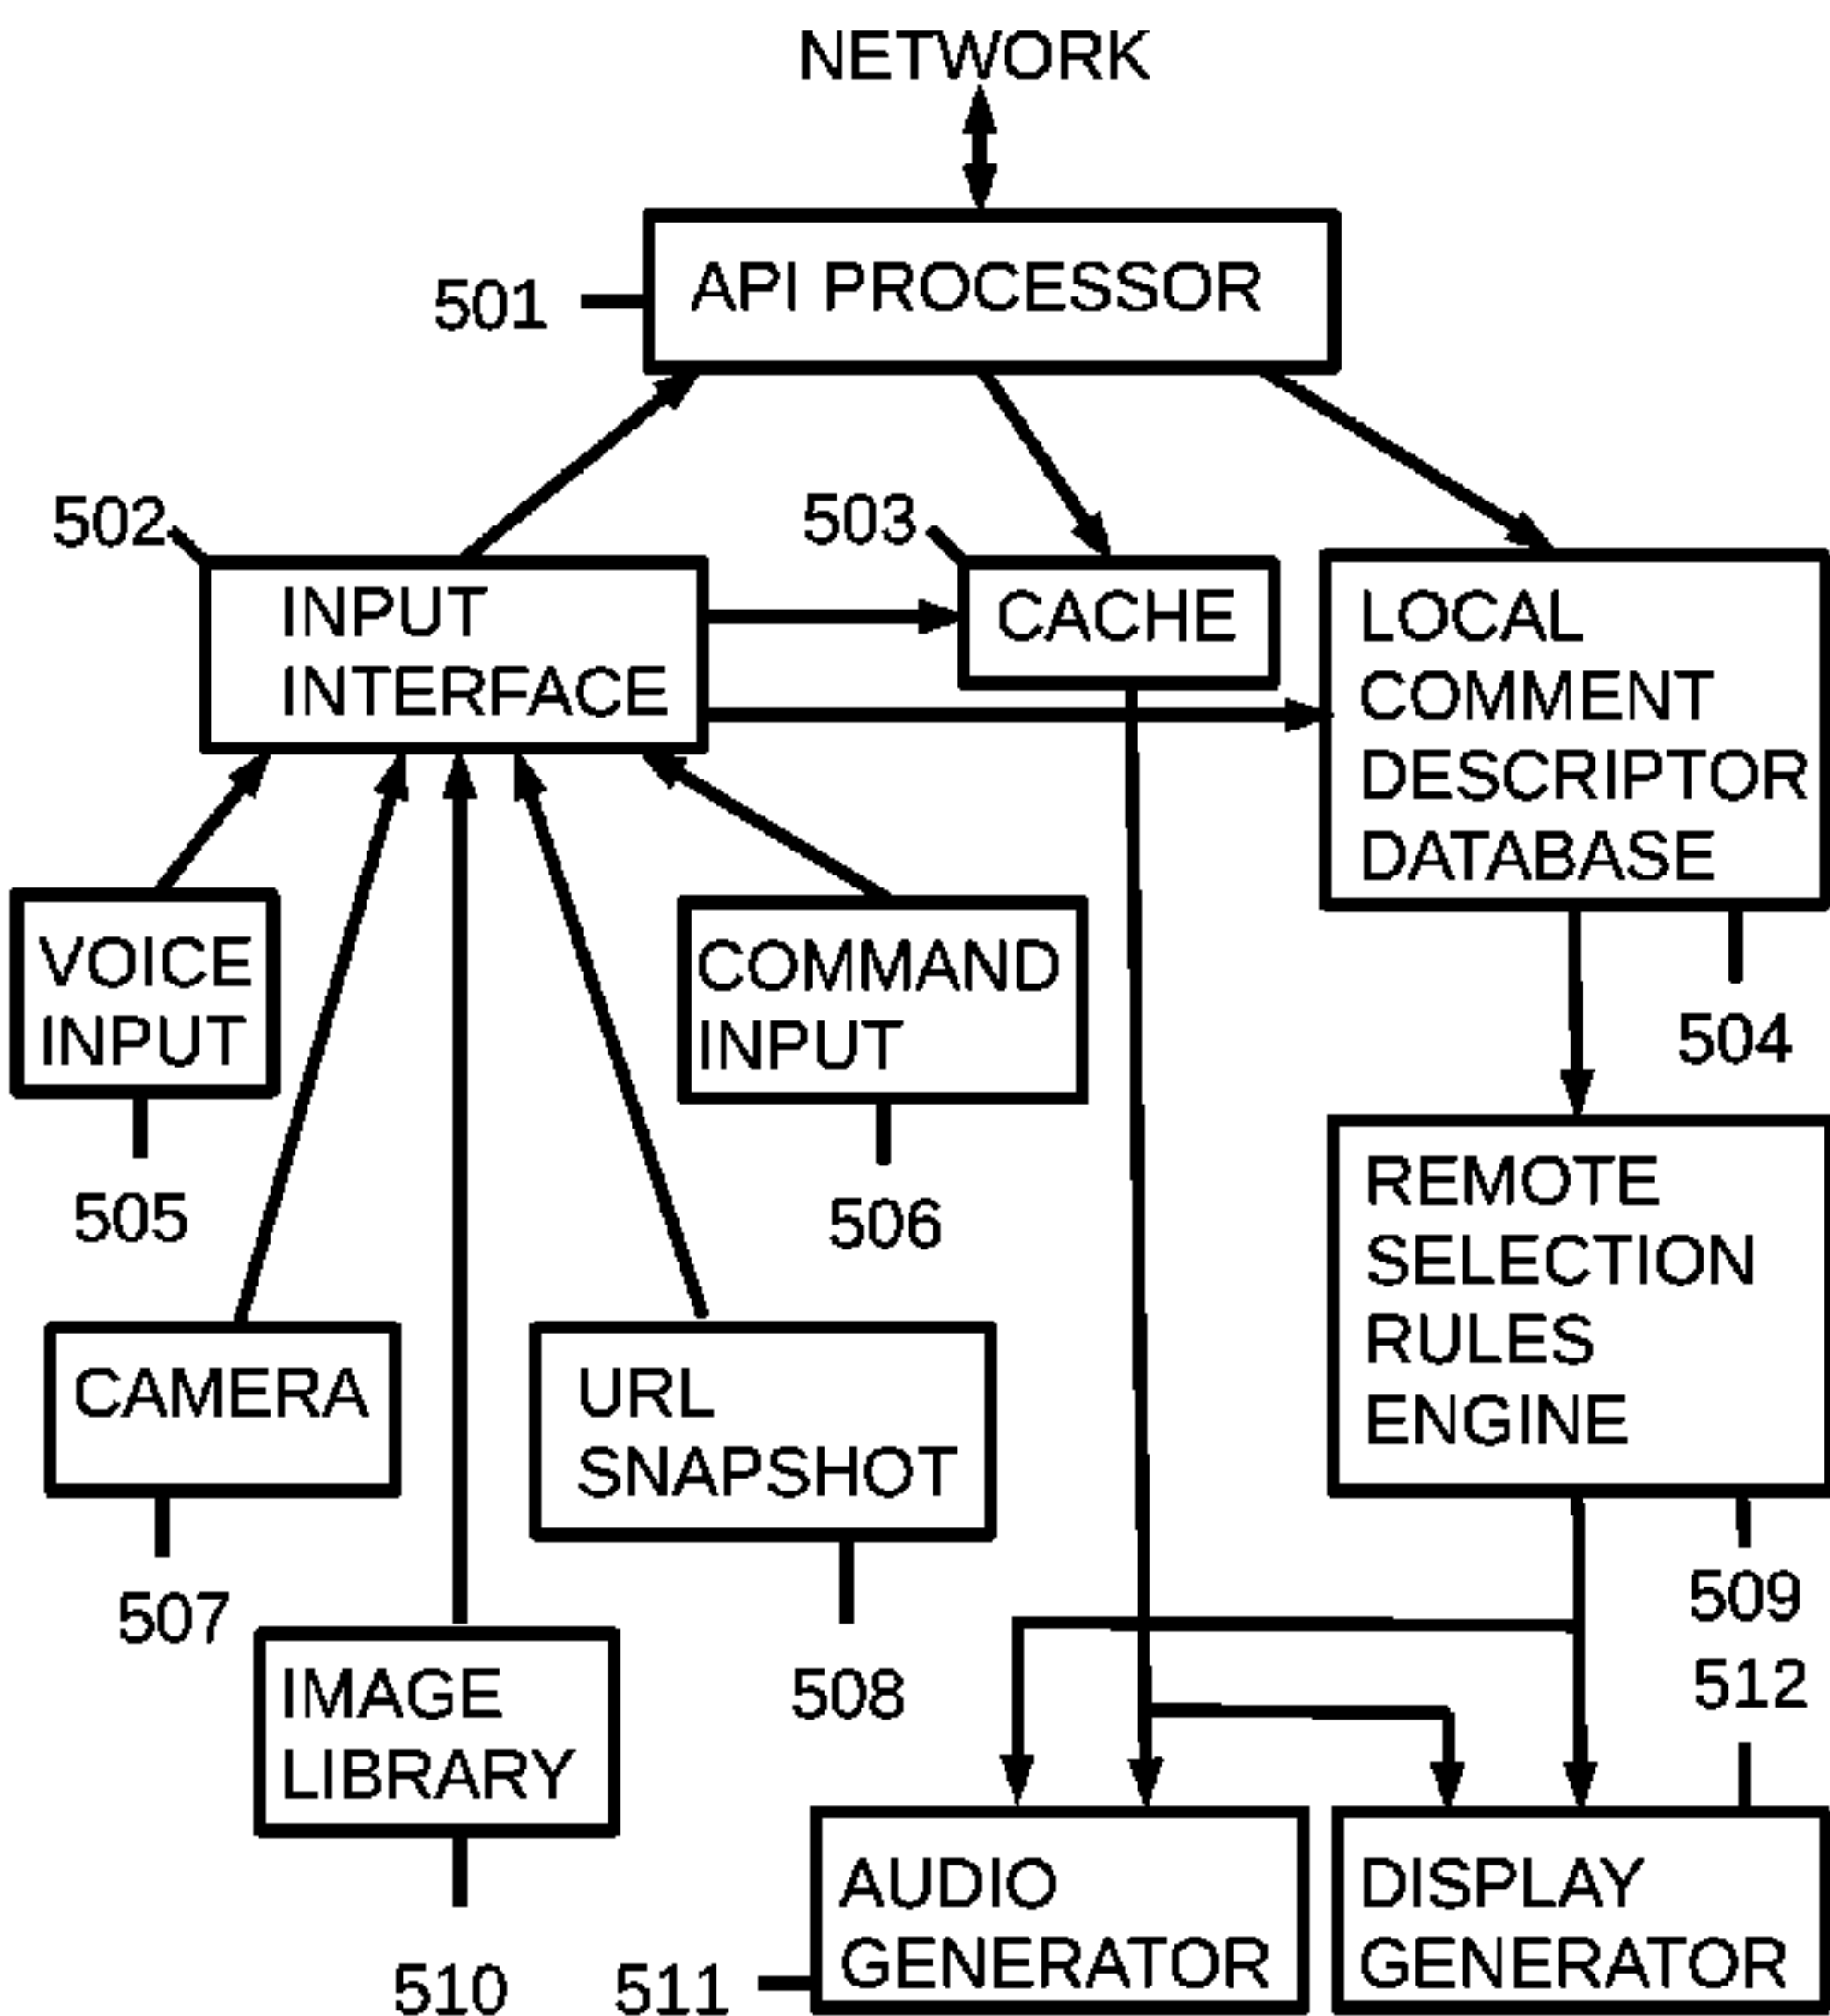 NETWORK
501
API PROCESSOR
502
503
INPUT
INTERFACE
CACHE
LOCAL
COMMENT
DESCRIPTOR
DATABASE
VOICE
INPUT
COMMAND
INPUT
504
505
506
REMOTE
SELECTION
RULES
ENGINE
CAMERA
URL
SNAPSHOT
507
508
509
512
IMAGE
LIBRARY
AUDIO
GENERATOR
DISPLAY
GENERATOR
510
511